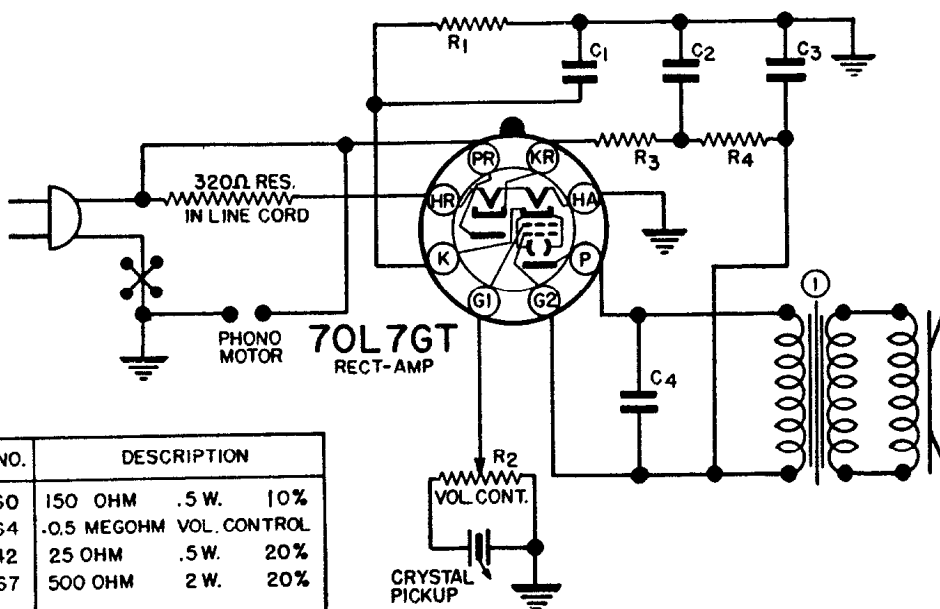 R1
C1
C2
C3
R3
R4
PR
KR
HR
HA
K
P
G1
G2
320Ω RES.
IN LINE CORD
PHONO
MOTOR
70L7GT
RECT-AMP
1
C4
R2
VOL. CONT.
CRYSTAL
PICKUP
NO. DESCRIPTION
150 OHM .5 W. 10%
.0.5 MEGOHM VOL. CONTROL
42 25 OHM .5 W. 20%
67 500 OHM 2 W. 20%